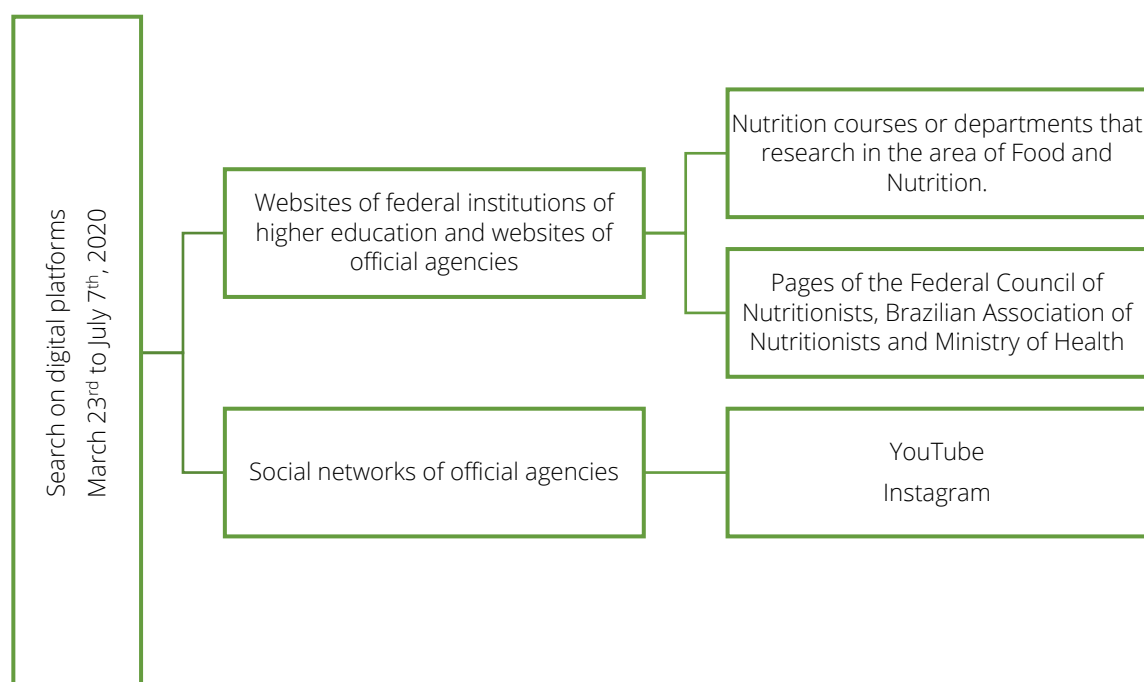 Search on digital platforms
March 23rd to July 7th, 2020
Websites of federal institutions of
higher education and websites of
official agencies
Nutrition courses or departments that
research in the area of Food and
Nutrition.
Pages of the Federal Council of
Nutritionists, Brazilian Association of
Nutritionists and Ministry of Health
Social networks of official agencies
YouTube
Instagram